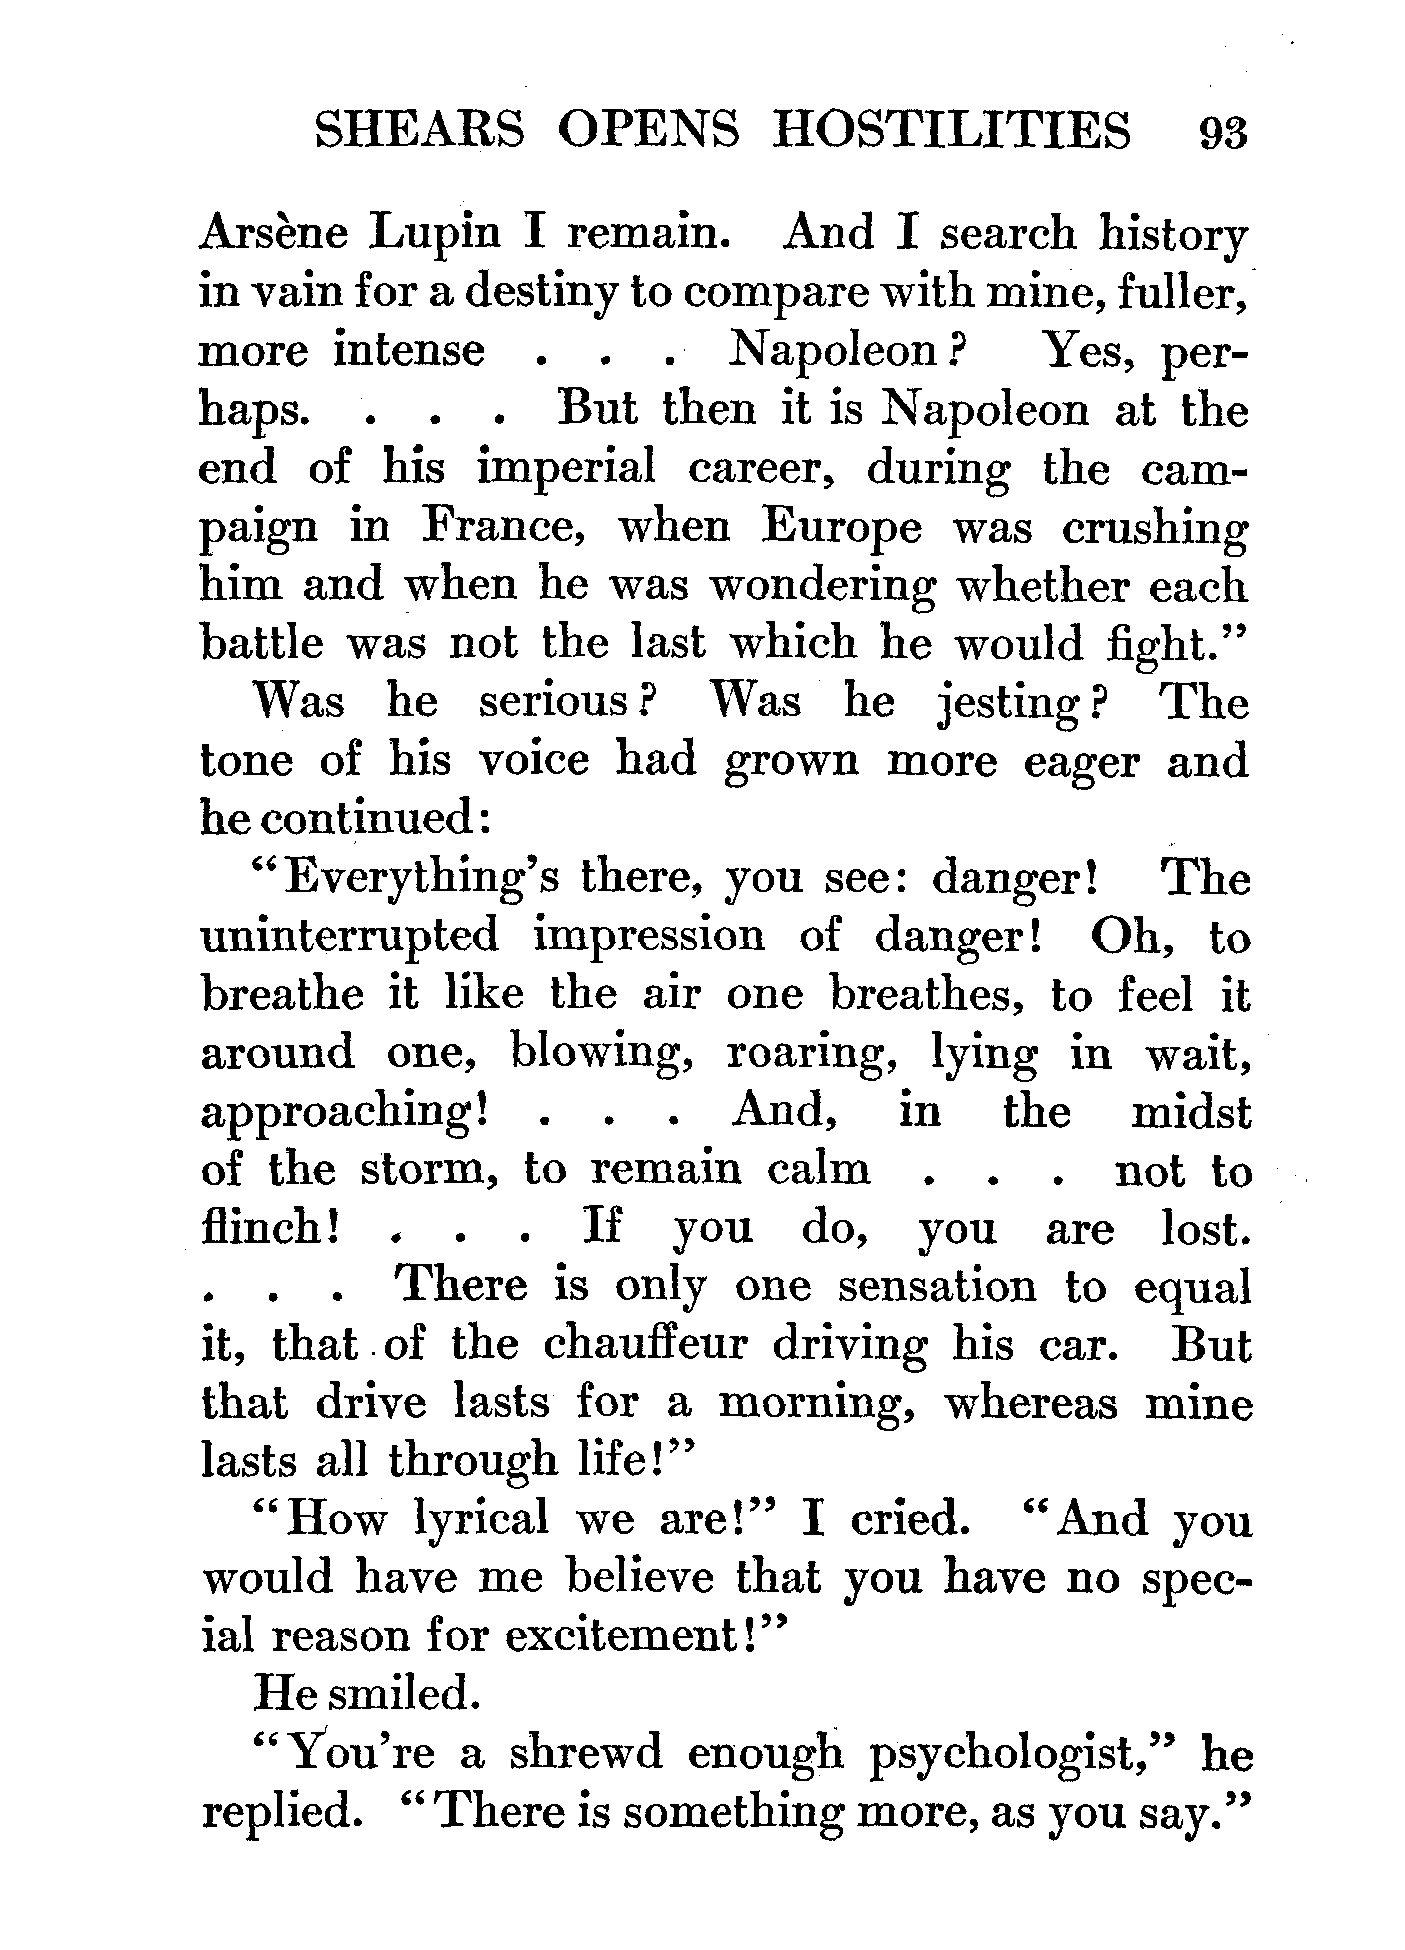 SHEARS OPENS HOSTILITIES 93
Arsène Lupin I remain. And I search history
in vain for a destiny to compare with mine, fuller,
more intense . . . Napoleon? Yes, per-
haps. . . . But then it is Napoleon at the
end of his imperial career, during the cam-
paign in France, when Europe was crushing
him and when he was wondering whether each
battle was not the last which he would fight."
Was he serious? Was he jesting? The
tone of his voice had grown more eager and
he continued:
"Everything's there, you see: danger! The
uninterrupted impression of danger! Oh, to
breathe it like the air one breathes, to feel it
around one, blowing, roaring, lying in wait,
approaching! . . . And, in the midst
of the storm, to remain calm . . . not to
flinch! . . . If you do, you are lost.
. . . There is only one sensation to equal
it, that of the chauffeur driving his car. But
that drive lasts for a morning, whereas mine
lasts all through life!"
"How lyrical we are!" I cried. "And you
would have me believe that you have no spec-
ial reason for excitement!"
He smiled.
"You're a shrewd enough psychologist," he
replied. "There is something more, as you say."